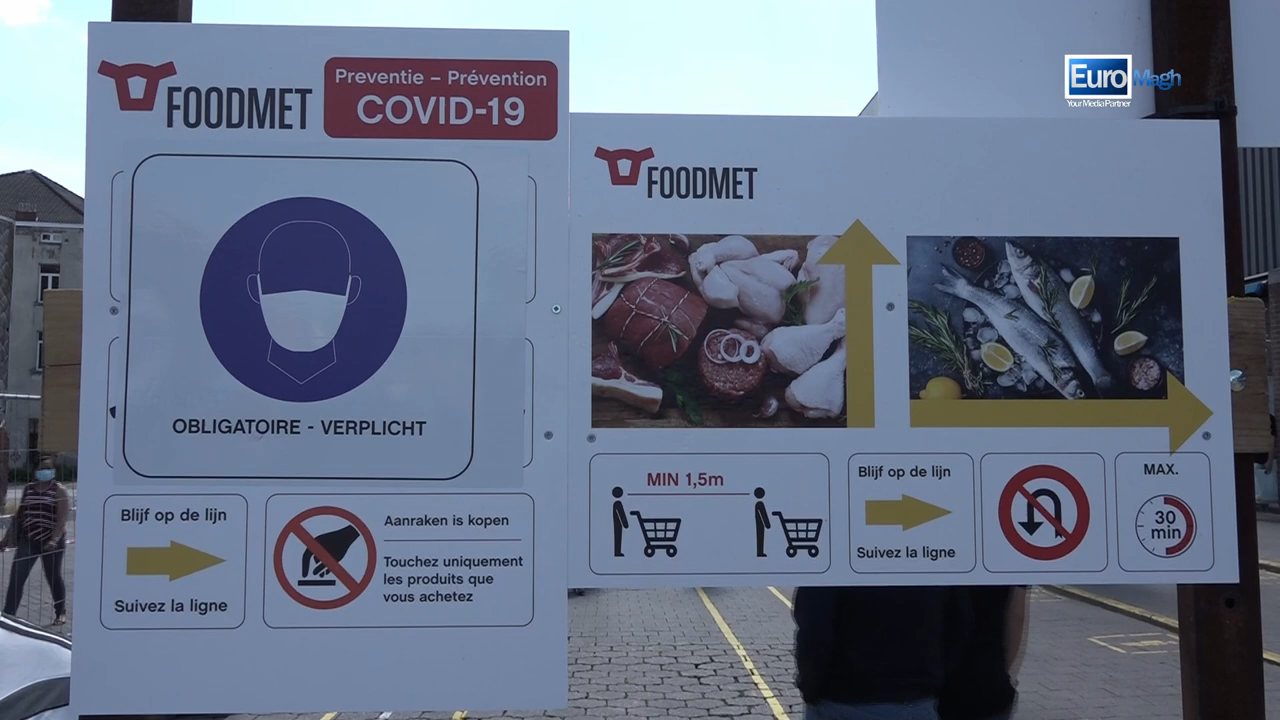 FOODMET
Preventie – Prévention
COVID-19
OBLIGATOIRE - VERPLICHT
Blijf op de lijn
Suivez la ligne
Aanraken is kopen
Touchez uniquement
les produits que
vous achetez
FOODMET
MIN 1,5m
Blijf op de lijn
Suivez la ligne
MAX.
30
min
Euro Magh
Your Media Partner